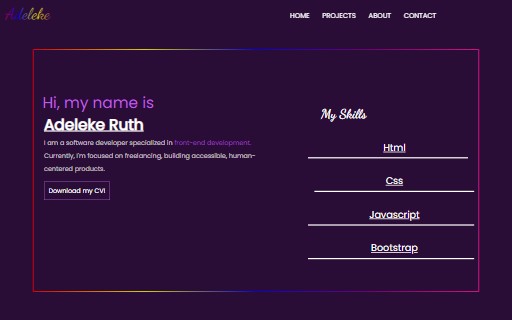 Adeleke
HOME PROJECTS ABOUT CONTACT
Hi, my name is
Adeleke Ruth
I am a software developer specialized in front-end development.
Currently, I'm focused on freelancing, building accessible, human-
centered products.
Download my CV!
My Skills
Html
Css
Javascript
Bootstrap